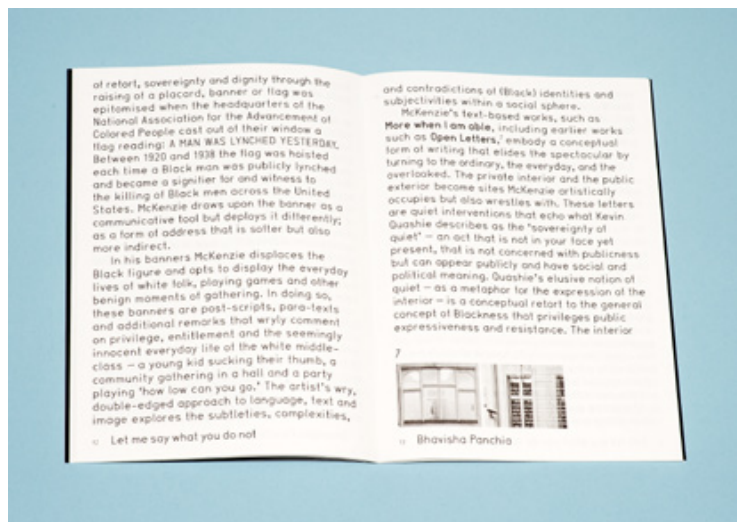 of retort, sovereignty and dignity through the
raising of a placard, banner or flag was
epitomised when the headquarters of the
National Association for the Advancement of
Colored People cast out of their window a
flag reading: A MAN WAS LYNCHED YESTERDAY.
Between 1920 and 1938 the flag was hoisted
each time a Black man was publicly lynched
and became a signifier for and witness to
the killing of Black men across the United
States. McKenzie draws upon the banner as a
communicative tool but deploys it differently;
as a form of address that is softer but also
more indirect.
In his banners McKenzie displaces the
Black figure and opts to display the everyday
lives of white folk, playing games and other
benign moments of gathering. In doing so,
these banners are post-scripts, para-texts
and additional remarks that wryly comment
on privilege, entitlement and the seemingly
innocent everyday life of the white middle-
class – a young kid sucking their thumb, a
community gathering in a hall and a party
playing ‘how low can you go.’ The artist’s wry,
double-edged approach to language, text and
image explores the subtleties, complexities,
12 Let me say what you do not
and contradictions of (Black) identities and
subjectivities within a social sphere.
McKenzie’s text-based works, such as
More when I am able, including earlier works
such as Open Letters,⁷ embody a conceptual
form of writing that elides the spectacular by
turning to the ordinary, the everyday, and the
overlooked. The private interior and the public
exterior become sites McKenzie artistically
occupies but also wrestles with. These letters
are quiet interventions that echo what Kevin
Quashie describes as the ‘sovereignty of
quiet’ – an act that is not in your face yet
present, that is not concerned with publicness
but can appear publicly and have social and
political meaning. Quashie’s elusive notion of
quiet – as a metaphor for the expression of the
interior – is a conceptual retort to the general
concept of Blackness that privileges public
expressiveness and resistance. The interior
7
13 Bhavisha Panchia